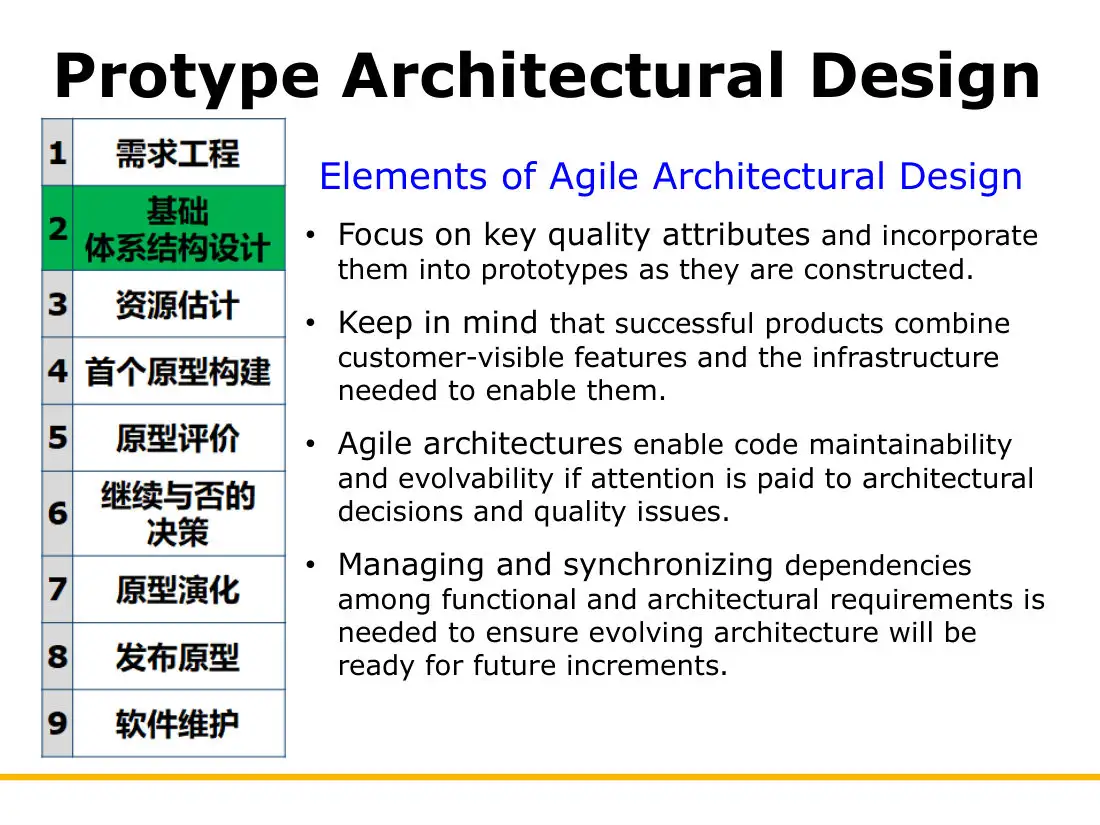 Protype Architectural Design
1 需求工程
2 基础
体系结构设计
3 资源估计
4 首个原型构建
5 原型评价
6 继续与否的
决策
7 原型演化
8 发布原型
9 软件维护
Elements of Agile Architectural Design
• Focus on key quality attributes and incorporate
them into prototypes as they are constructed.
• Keep in mind that successful products combine
customer-visible features and the infrastructure
needed to enable them.
• Agile architectures enable code maintainability
and evolvability if attention is paid to architectural
decisions and quality issues.
• Managing and synchronizing dependencies
among functional and architectural requirements is
needed to ensure evolving architecture will be
ready for future increments.